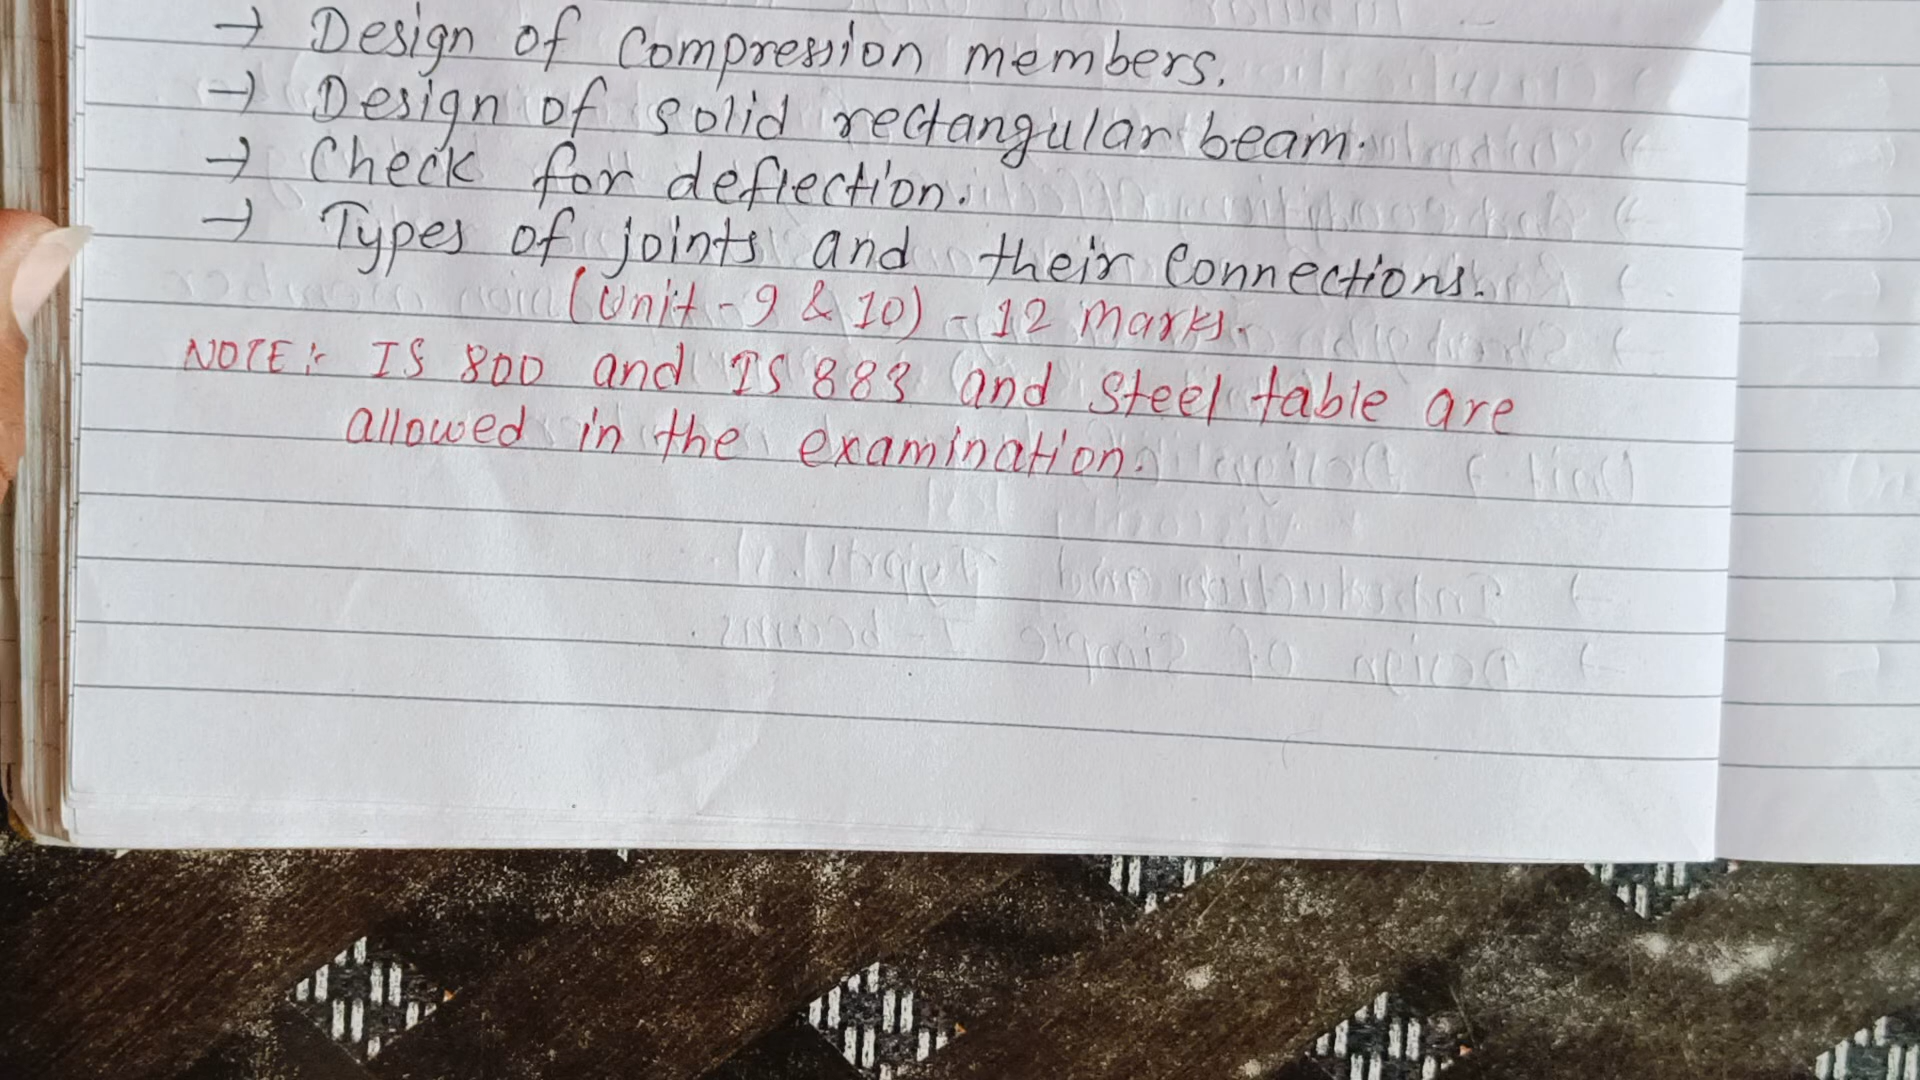 → Design of Compression members.
→ Design of solid rectangular beam.
→ Check for deflection.
→ Types of joints and their Connections.
(Unit - 9 & 10) - 12 Marks.
NOTE :- IS 800 and IS 883 and Steel table are
allowed in the examination.